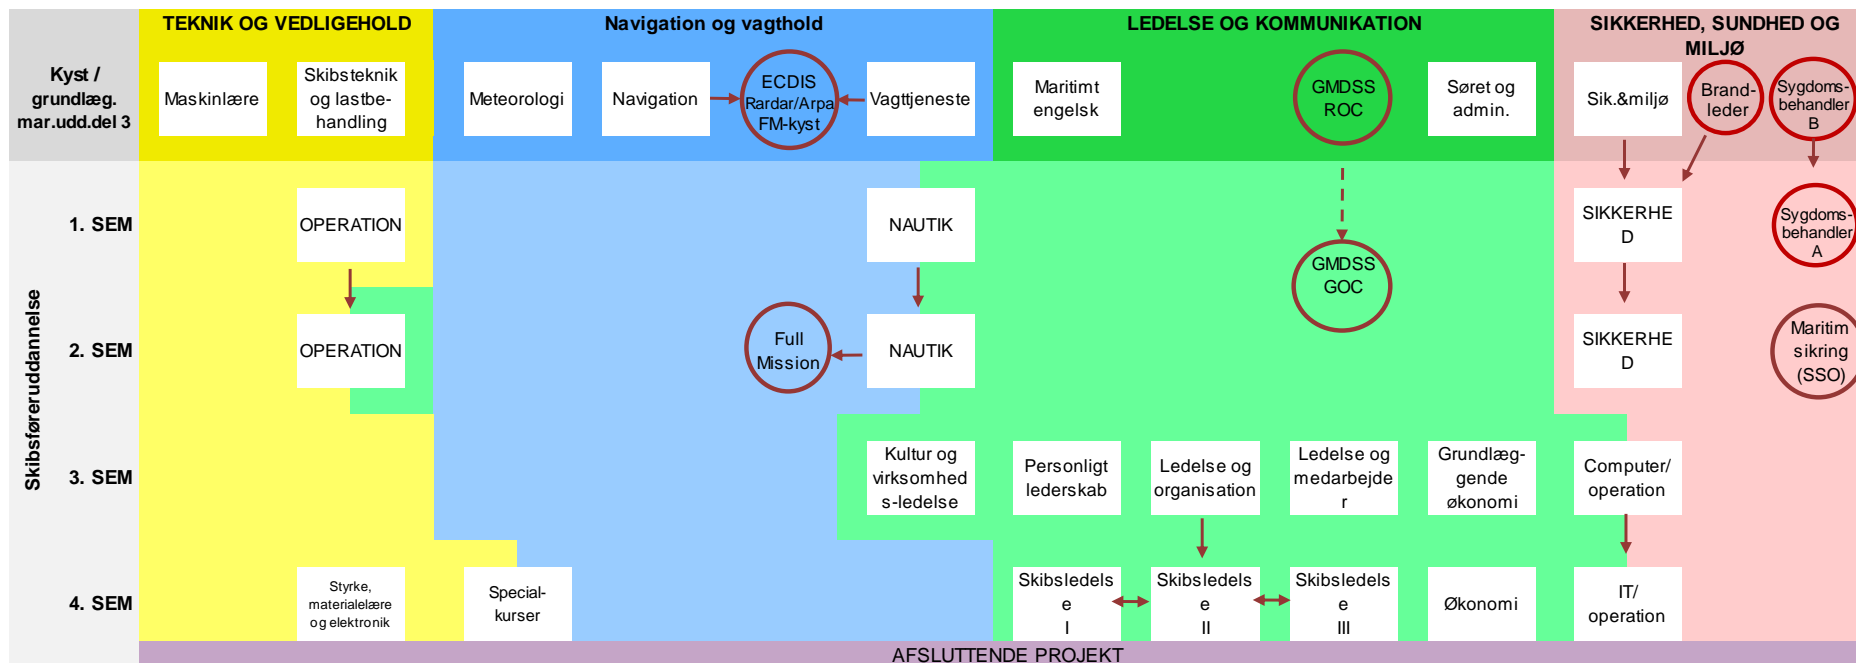 TEKNIK OG VEDLIGEHOLD
Navigation og vagthold
LEDELSE OG KOMMUNIKATION
SIKKERHED, SUNDHED OG
MILJØ
Kyst /
grundlæg.
mar.udd.del 3
Maskinlære
Skibsteknik
og lastbe-
handling
Meteorologi
Navigation
ECDIS
Rardar/Arpa
FM-kyst
Vagttjeneste
Maritimt
engelsk
GMDSS
ROC
Søret og
admin.
Sik.&miljø
Brand-
leder
Sygdoms-
behandler
B
Skibsføreruddannelse
1. SEM
OPERATION
NAUTIK
GMDSS
GOC
SIKKERHE
D
Sygdoms-
behandler
A
2. SEM
OPERATION
Full
Mission
NAUTIK
SIKKERHE
D
Maritim
sikring
(SSO)
3. SEM
Kultur og
virksomhed
s-ledelse
Personligt
lederskab
Ledelse og
organisation
Ledelse og
medarbejde
r
Grundlæg-
gende
økonomi
Computer/
operation
4. SEM
Styrke,
materialelære
og elektronik
Special-
kurser
Skibsledels
e
I
Skibsledels
e
II
Skibsledels
e
III
Økonomi
IT/
operation
AFSLUTTENDE PROJEKT